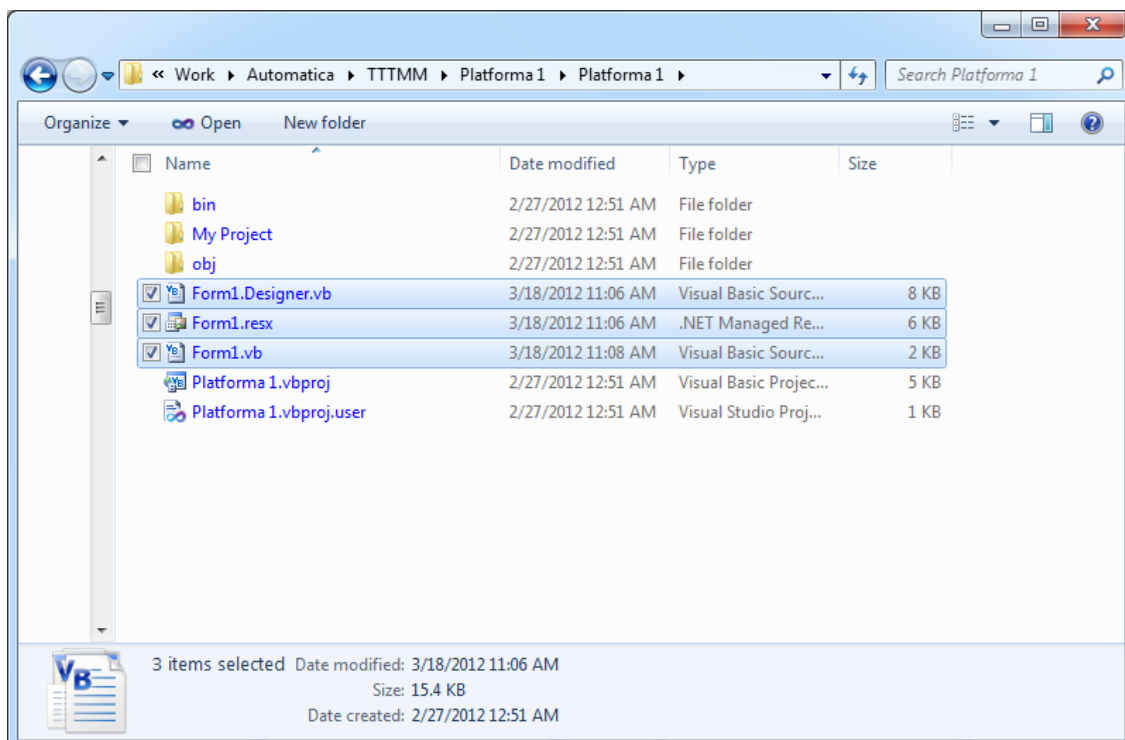 « Work ▸ Automatica ▸ TTTMM ▸ Platforma 1 ▸ Platforma 1 ▸ Search Platforma 1
Organize Open New folder
Name Date modified Type Size
bin 2/27/2012 12:51 AM File folder
My Project 2/27/2012 12:51 AM File folder
obj 2/27/2012 12:51 AM File folder
Form1.Designer.vb 3/18/2012 11:06 AM Visual Basic Sourc... 8 KB
Form1.resx 3/18/2012 11:06 AM .NET Managed Re... 6 KB
Form1.vb 3/18/2012 11:08 AM Visual Basic Sourc... 2 KB
Platforma 1.vbproj 2/27/2012 12:51 AM Visual Basic Projec... 5 KB
Platforma 1.vbproj.user 2/27/2012 12:51 AM Visual Studio Proj... 1 KB
3 items selected Date modified: 3/18/2012 11:06 AM
Size: 15.4 KB
Date created: 2/27/2012 12:51 AM